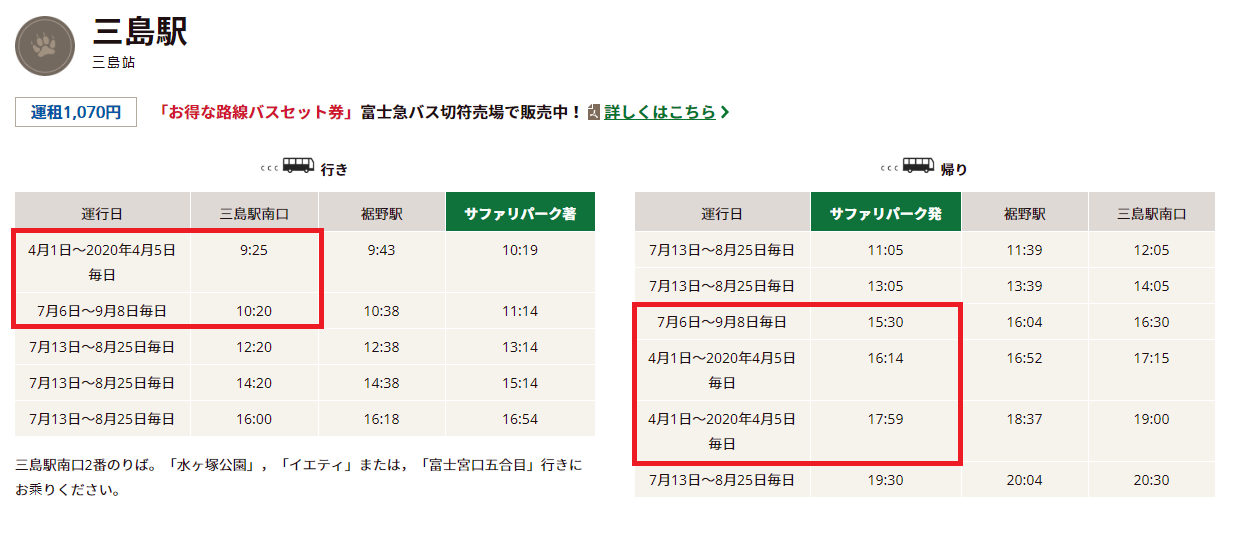 三島駅
三島站
運租1,070円 「お得な路線バスセット券」富士急バス切符売場で販売中！ 詳しくはこちら
行き
運行日 三島駅南口 裾野駅 サファリパーク著
4月1日～2020年4月5日 9:25 9:43 10:19
毎日
7月6日～9月8日毎日 10:20 10:38 11:14
7月13日～8月25日毎日 12:20 12:38 13:14
7月13日～8月25日毎日 14:20 14:38 15:14
7月13日～8月25日毎日 16:00 16:18 16:54
三島駅南口2番のりば。「水ヶ塚公園」，「イエティ」または，「富士宮口五合目」行きに
お乗りください。
帰り
運行日 サファリパーク発 裾野駅 三島駅南口
7月13日～8月25日毎日 11:05 11:39 12:05
7月13日～8月25日毎日 13:05 13:39 14:05
7月6日～9月8日毎日 15:30 16:04 16:30
4月1日～2020年4月5日 16:14 16:52 17:15
毎日
4月1日～2020年4月5日 17:59 18:37 19:00
毎日
7月13日～8月25日毎日 19:30 20:04 20:30